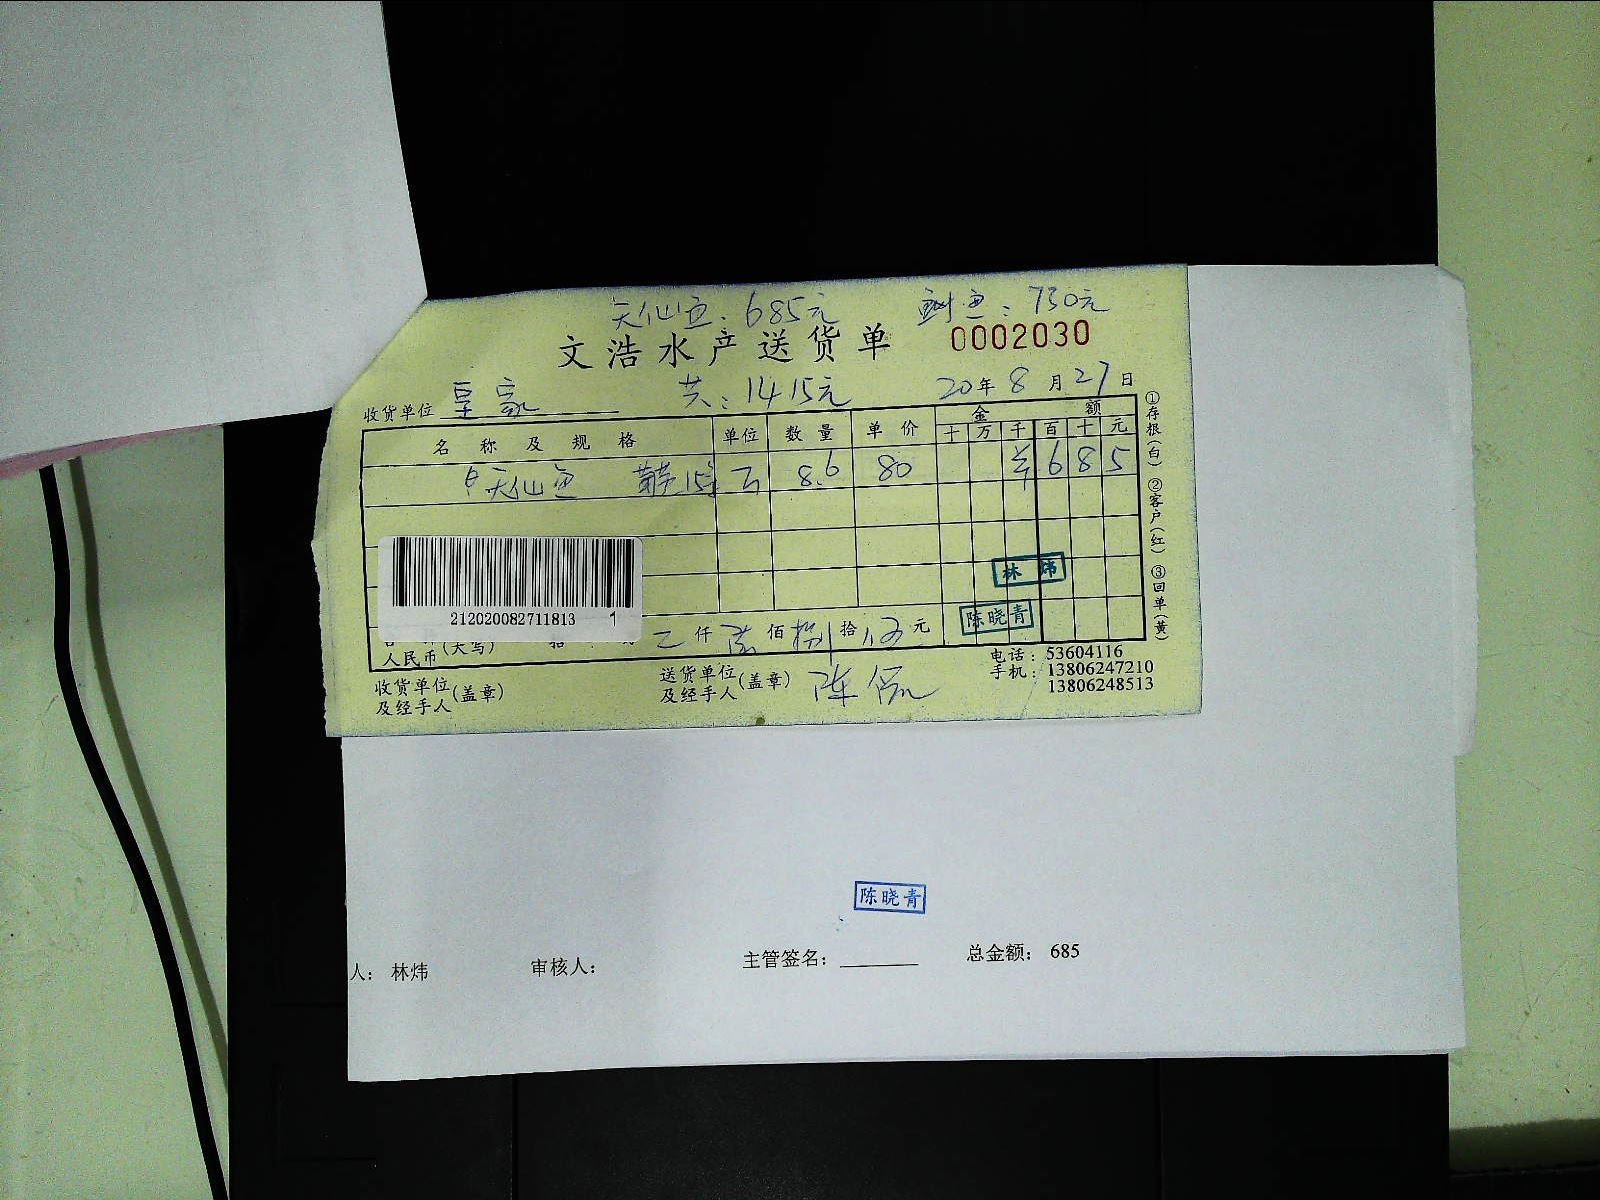 天仙鱼：685元 鲥鱼：730元
文浩水产送货单 0002030
共：1415元 20年8月27日
收货单位
名称及规格 单位 数量 单价 金额
十 万 千 百 十 元
天仙鱼 8.6 80 6 8 5
林炜
212020082711813 1
陈晓青
人民币(大写) 仟 佰 捌 拾 伍 元
收货单位及经手人(盖章)
送货单位及经手人(盖章) 陈
电话：53604116
手机：13806247210
13806248513
①存根(白) ②客户(红) ③回单(黄)
陈晓青
人：林炜 审核人： 主管签名：________ 总金额：685